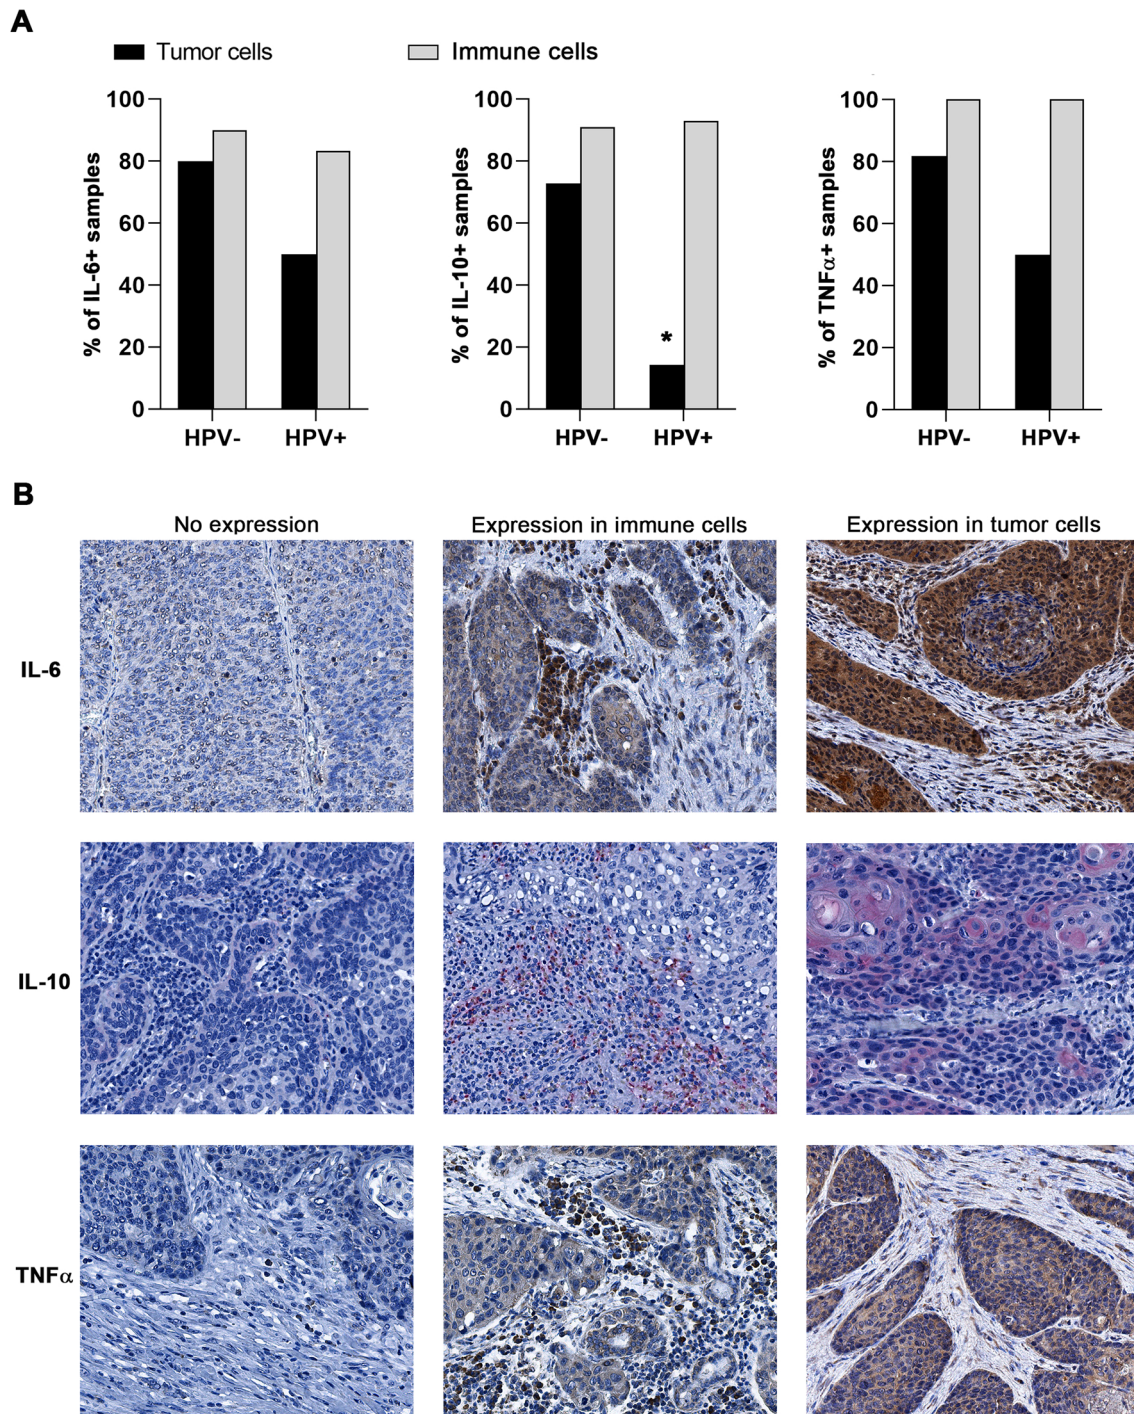 A
Tumor cells
Immune cells
% of IL-6+ samples
100
80
60
40
20
0
HPV-
HPV+
% of IL-10+ samples
100
80
60
40
20
0
*
HPV-
HPV+
% of TNFα+ samples
100
80
60
40
20
0
HPV-
HPV+
B
No expression
Expression in immune cells
Expression in tumor cells
IL-6
IL-10
TNFα